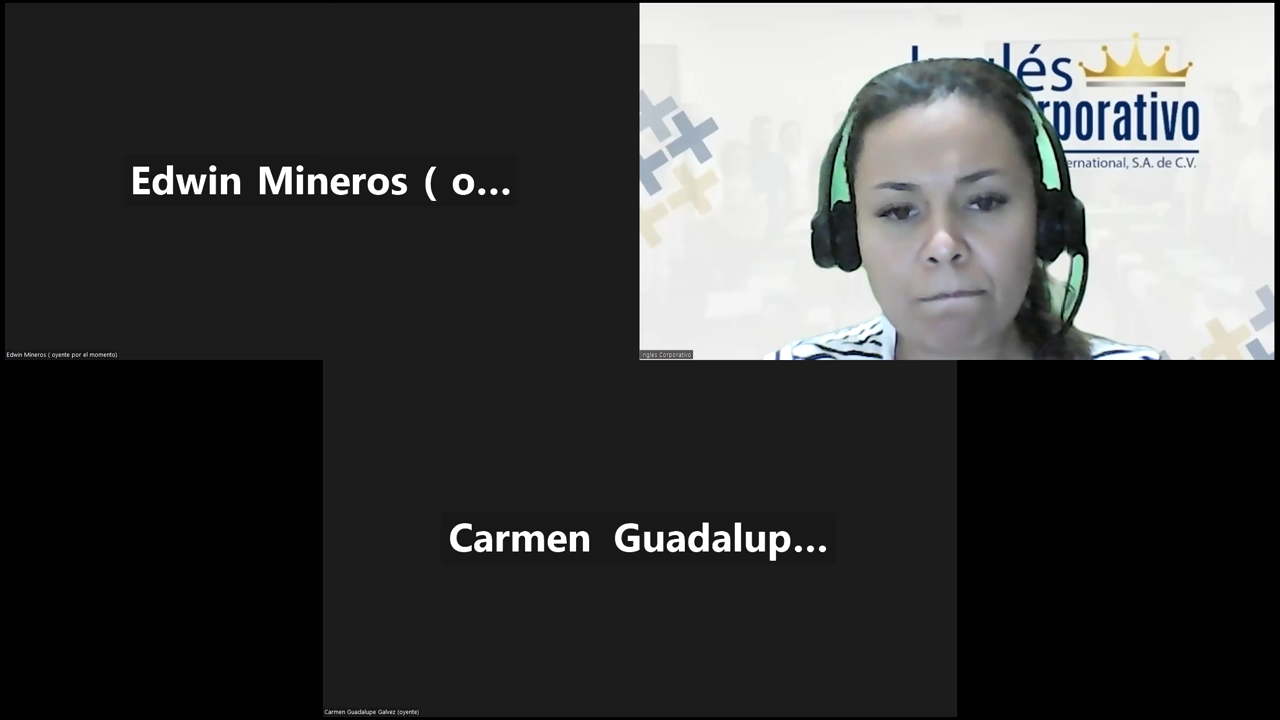 Edwin Mineros ( o...
Edwin Mineros ( oyente por el momento)
Inglés
rporativo
ernational, S.A. de C.V.
Ingles Corporativo
Carmen Guadalup...
Carmen Guadalupe Galvez (oyente)